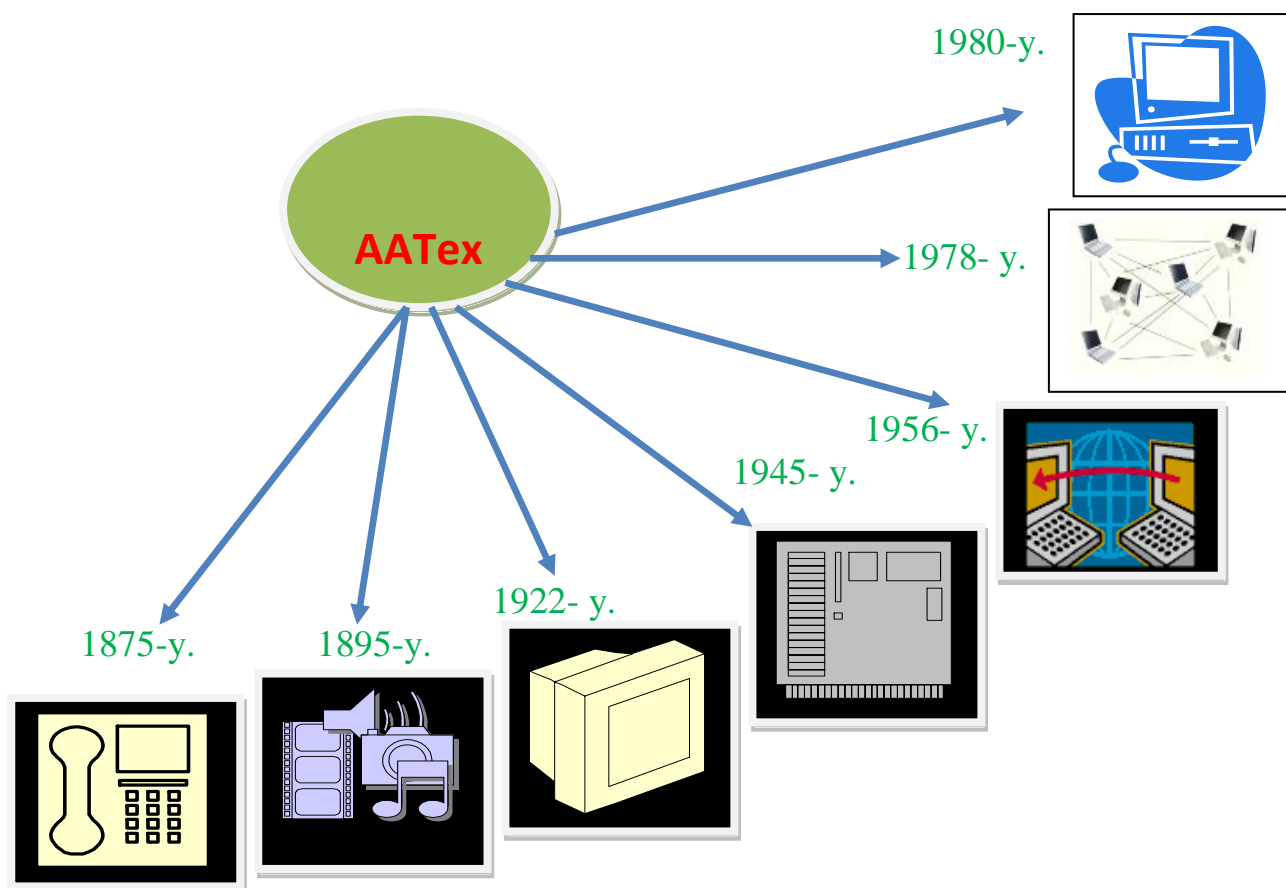 1980-y.
AATex
1978- y.
1956- y.
1945- y.
1922- y.
1875-y.
1895-y.